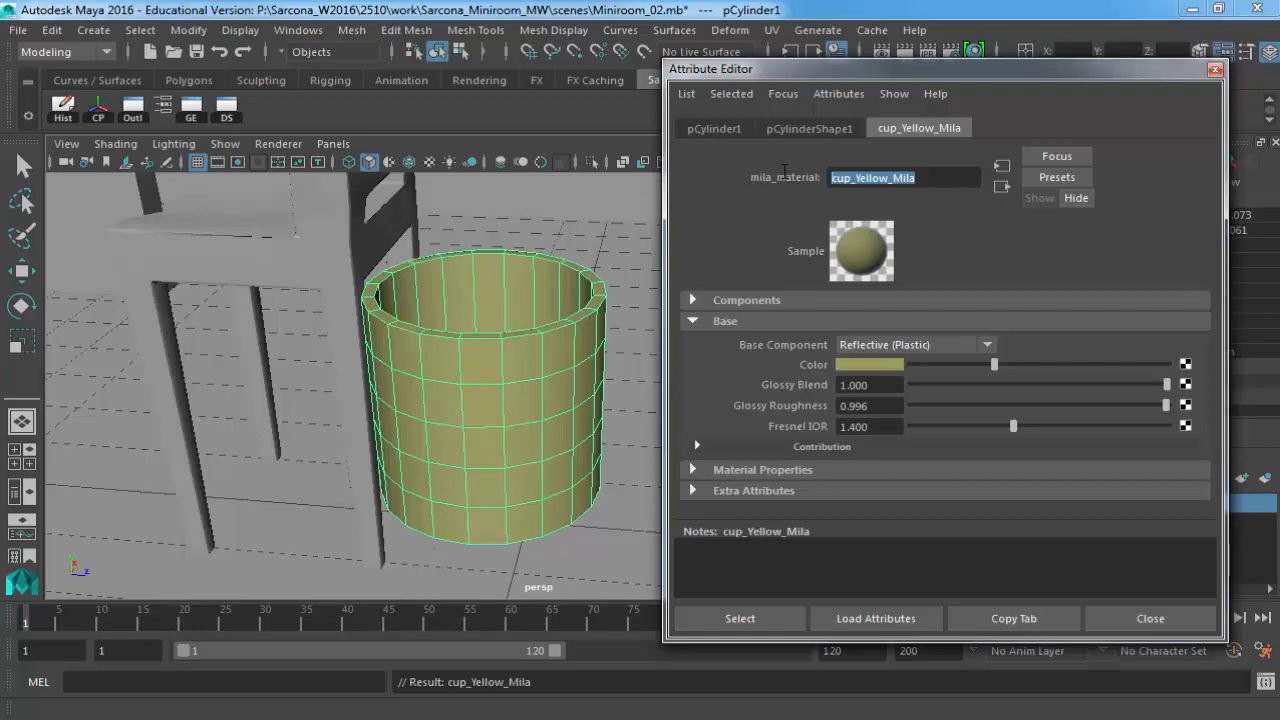 Autodesk Maya 2016 - Educational Version: P:\Sarcona_W2016\2510\work\Sarcona_Miniroom_MW\scenes\Miniroom_02.mb* --- pCylinder1
File Edit Create Select Modify Display Windows Mesh Edit Mesh Mesh Tools Mesh Display Curves Surfaces Deform UV Generate Cache Help
Modeling Objects No Live Surface X: Y: Z:
Curves / Surfaces Polygons Sculpting Rigging Animation Rendering FX FX Caching Sa
Hist CP Outl GE DS
View Shading Lighting Show Renderer Panels
Attribute Editor
List Selected Focus Attributes Show Help
pCylinder1 pCylinderShape1 cup_Yellow_Mila
mila_material: cup_Yellow_Mila
Focus
Presets
Show Hide
Sample
Components
Base
Base Component Reflective (Plastic)
Color
Glossy Blend 1.000
Glossy Roughness 0.996
Fresnel IOR 1.400
Contribution
Material Properties
Extra Attributes
Notes: cup_Yellow_Mila
Select Load Attributes Copy Tab Close
.073
061
persp
5 10 15 20 25 30 35 40 45 50 55 60 65 70 75
1
1 1 1 120 120 200 No Anim Layer No Character Set
MEL // Result: cup_Yellow_Mila